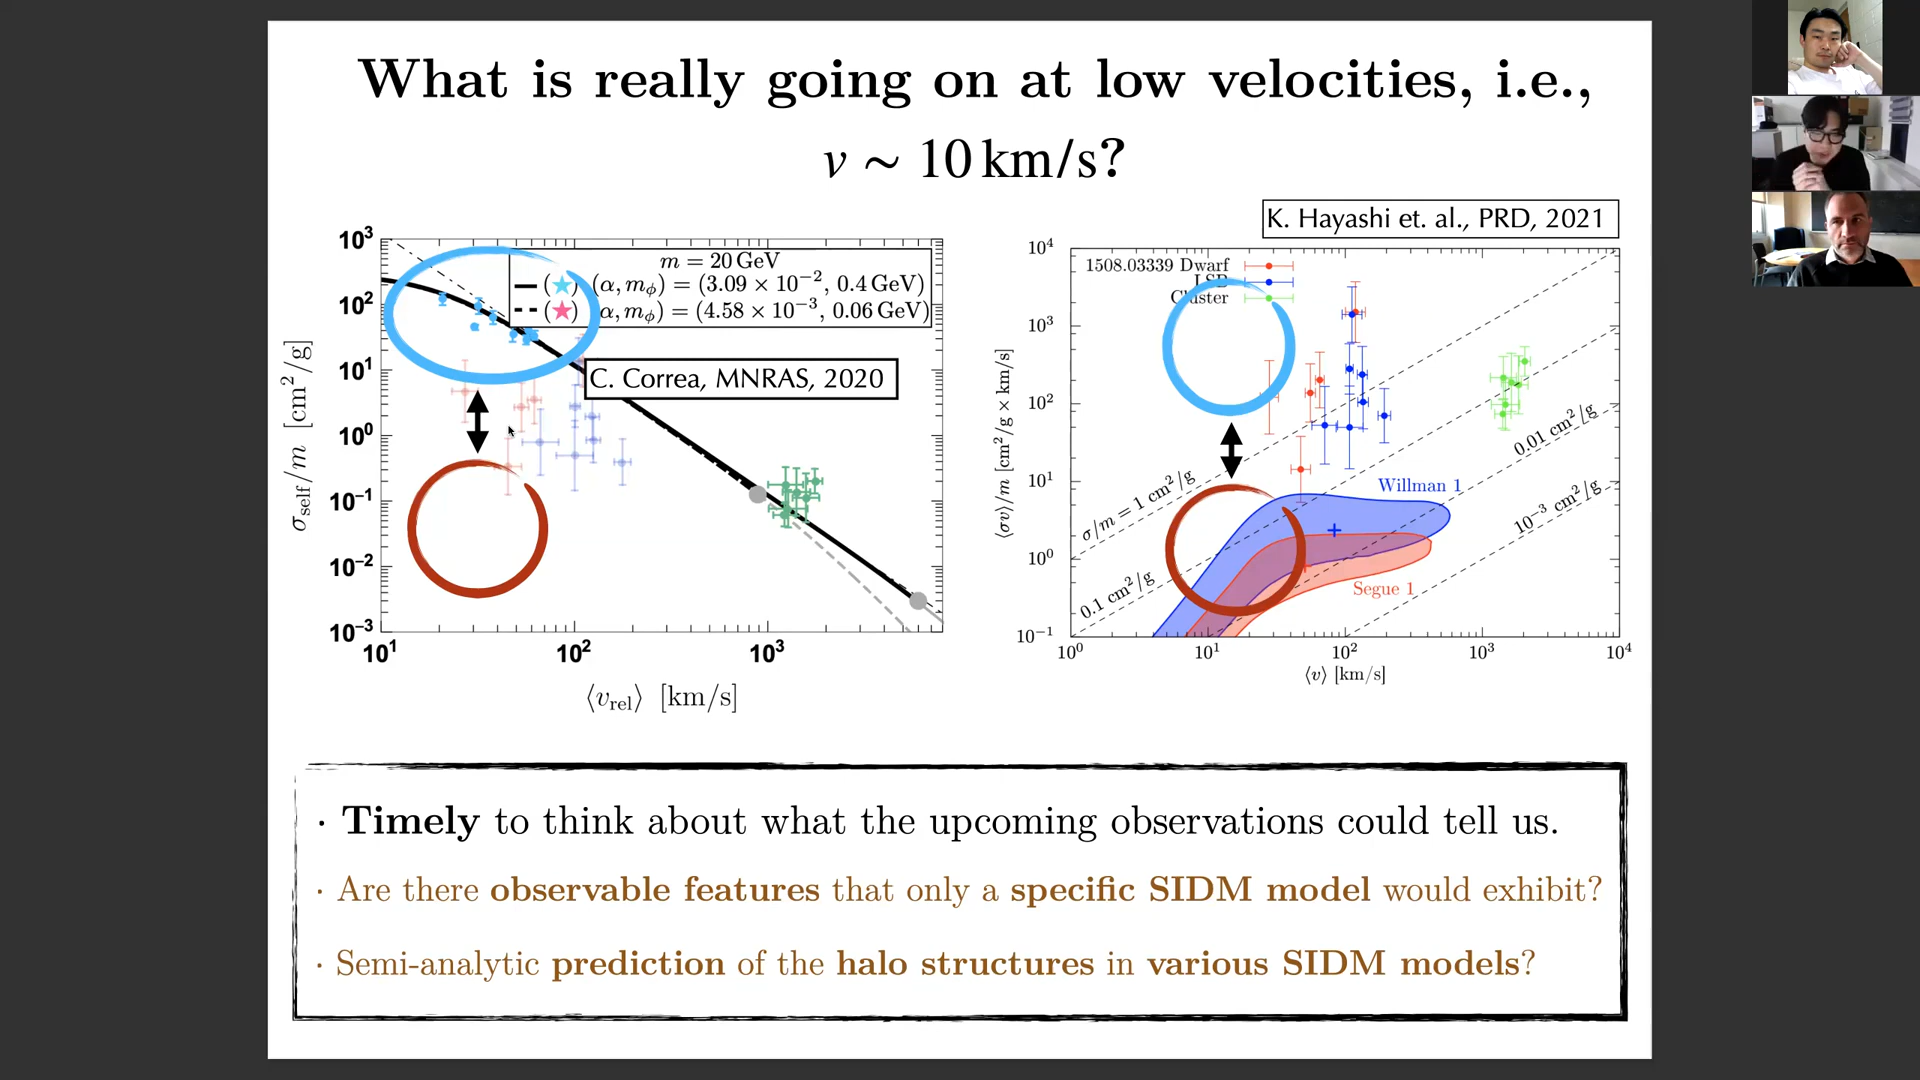 What is really going on at low velocities, i.e.,
v ∼ 10 km/s?
K. Hayashi et. al., PRD, 2021
10³
10²
10¹
10⁰
10⁻¹
10⁻²
10⁻³
10¹
10²
10³
σself/m [cm²/g]
⟨vrel⟩ [km/s]
m = 20 GeV
(★) (α, mϕ) = (3.09 × 10⁻², 0.4 GeV)
(★) (α, mϕ) = (4.58 × 10⁻³, 0.06 GeV)
C. Correa, MNRAS, 2020
10⁴
10³
10²
10¹
10⁰
10⁻¹
10⁰
10¹
10²
10³
10⁴
⟨σv⟩/m [cm²/g × km/s]
⟨v⟩ [km/s]
1508.03339 Dwarf
LSB
Cluster
σ/m = 1 cm²/g
0.1 cm²/g
0.01 cm²/g
10⁻³ cm²/g
Willman 1
Segue 1
· Timely to think about what the upcoming observations could tell us.
· Are there observable features that only a specific SIDM model would exhibit?
· Semi-analytic prediction of the halo structures in various SIDM models?